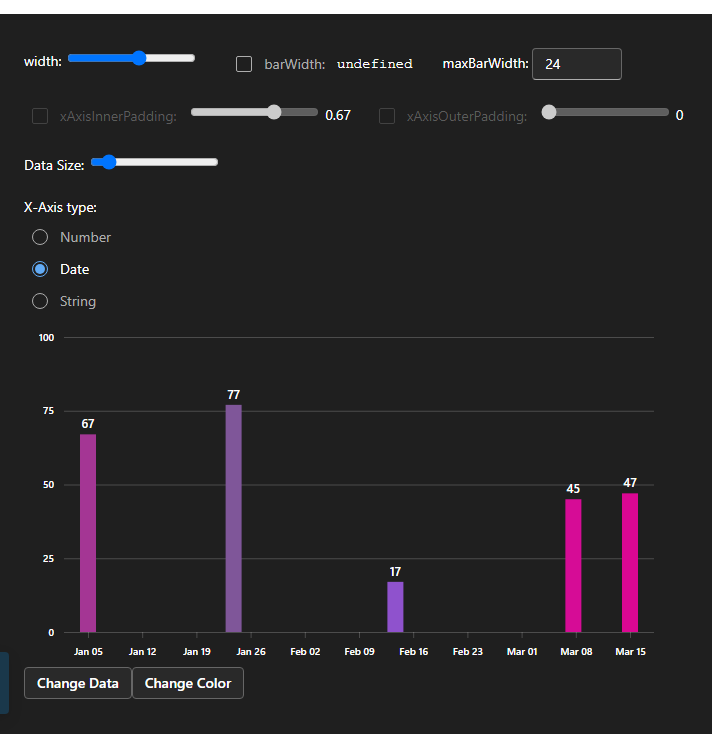 width: barWidth: undefined maxBarWidth: 24
xAxisInnerPadding: 0.67 xAxisOuterPadding: 0
Data Size:
X-Axis type:
Number
Date
String
100
75
50
25
0
67
77
17
45
47
Jan 05 Jan 12 Jan 19 Jan 26 Feb 02 Feb 09 Feb 16 Feb 23 Mar 01 Mar 08 Mar 15
Change Data Change Color